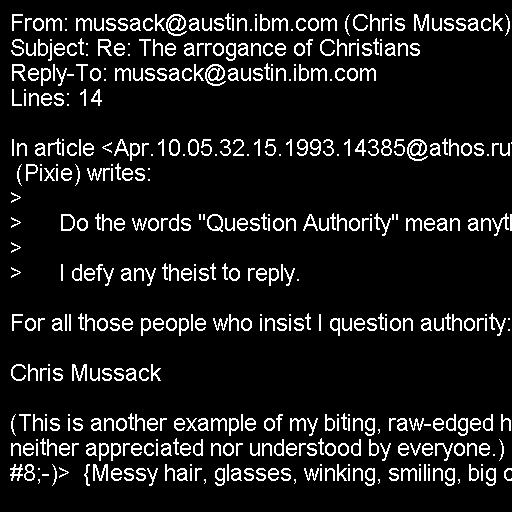 From: mussack@austin.ibm.com (Chris Mussack)
Subject: Re: The arrogance of Christians
Reply-To: mussack@austin.ibm.com
Lines: 14
In article <Apr.10.05.32.15.1993.14385@athos.ru
(Pixie) writes:
>
> Do the words "Question Authority" mean
>
> I defy any theist to reply.
For all those people who insist I question authority:
Chris Mussack
(This is another example of my biting, raw-edged
neither appreciated nor understood by everyone.)
#8;-)> {Messy hair, glasses, winking, smiling, big